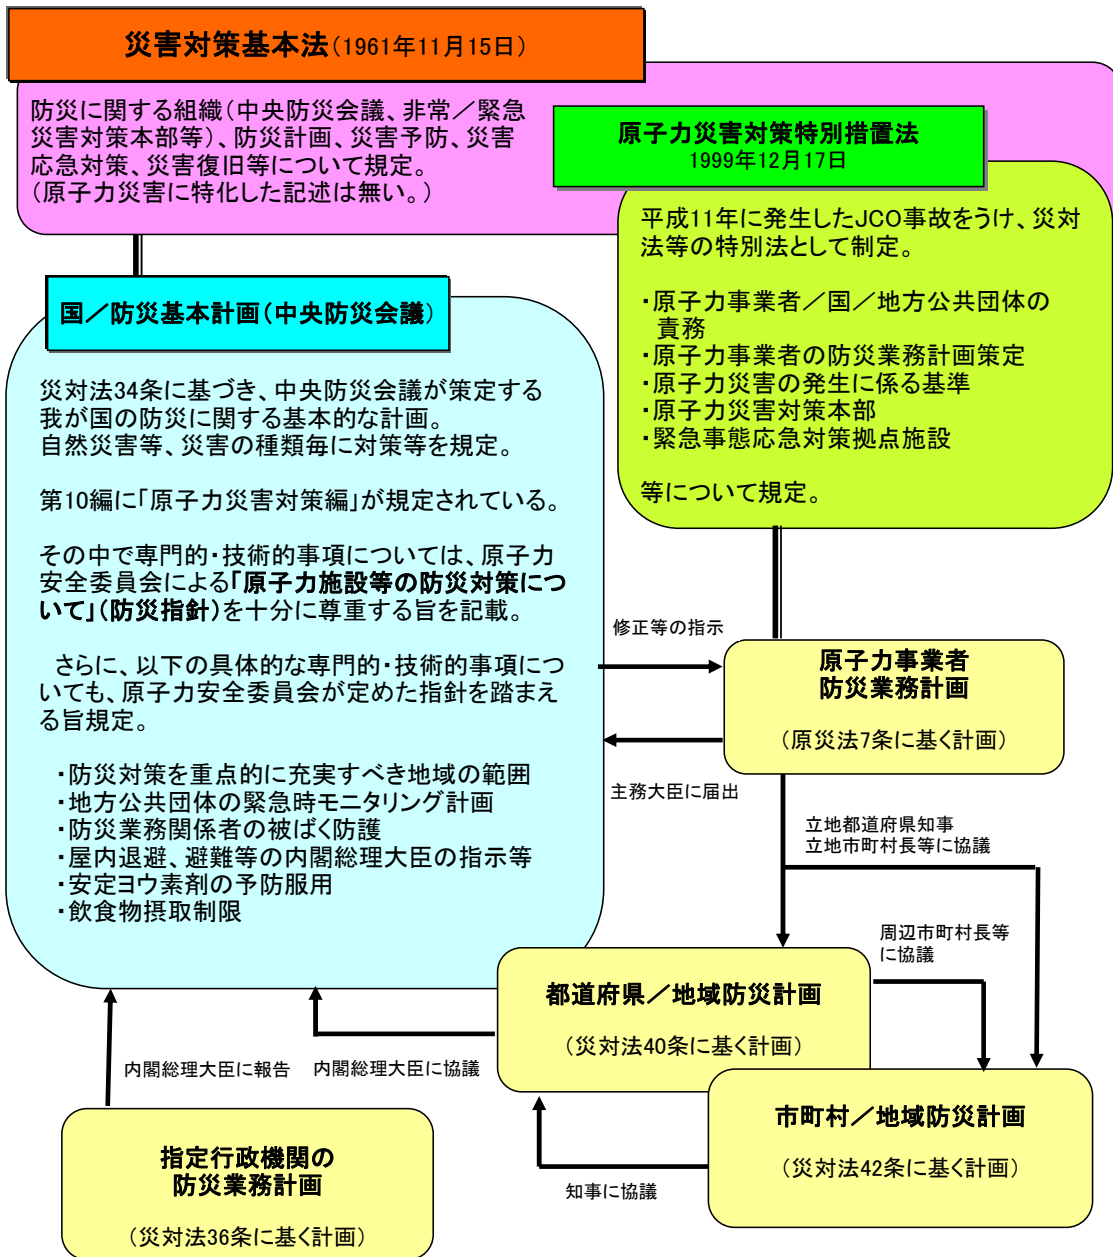 災害対策基本法(1961年11月15日)
防災に関する組織(中央防災会議、非常/緊急
災害対策本部等)、防災計画、災害予防、災害
応急対策、災害復旧等について規定。
(原子力災害に特化した記述は無い。)
原子力災害対策特別措置法
1999年12月17日
平成11年に発生したJCO事故をうけ、災対
法等の特別法として制定。
・原子力事業者/国/地方公共団体の
責務
・原子力事業者の防災業務計画策定
・原子力災害の発生に係る基準
・原子力災害対策本部
・緊急事態応急対策拠点施設
等について規定。
国/防災基本計画(中央防災会議)
災対法34条に基づき、中央防災会議が策定する
我が国の防災に関する基本的な計画。
自然災害等、災害の種類毎に対策等を規定。
第10編に「原子力災害対策編」が規定されている。
その中で専門的・技術的事項については、原子力
安全委員会による「原子力施設等の防災対策につ
いて」(防災指針)を十分に尊重する旨を記載。
さらに、以下の具体的な専門的・技術的事項につ
いても、原子力安全委員会が定めた指針を踏まえ
る旨規定。
・防災対策を重点的に充実すべき地域の範囲
・地方公共団体の緊急時モニタリング計画
・防災業務関係者の被ばく防護
・屋内退避、避難等の内閣総理大臣の指示等
・安定ヨウ素剤の予防服用
・飲食物摂取制限
修正等の指示
原子力事業者
防災業務計画
(原災法7条に基く計画)
主務大臣に届出
立地都道府県知事
立地市町村長等に協議
周辺市町村長等
に協議
都道府県/地域防災計画
(災対法40条に基く計画)
内閣総理大臣に報告
内閣総理大臣に協議
市町村/地域防災計画
(災対法42条に基く計画)
知事に協議
指定行政機関の
防災業務計画
(災対法36条に基く計画)